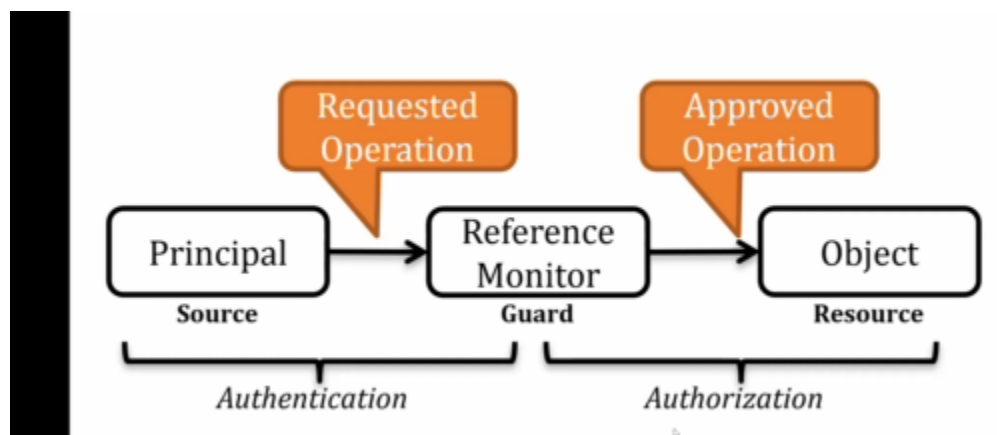 Requested
Operation
Approved
Operation
Principal
Reference
Monitor
Object
Source
Guard
Resource
Authentication
Authorization